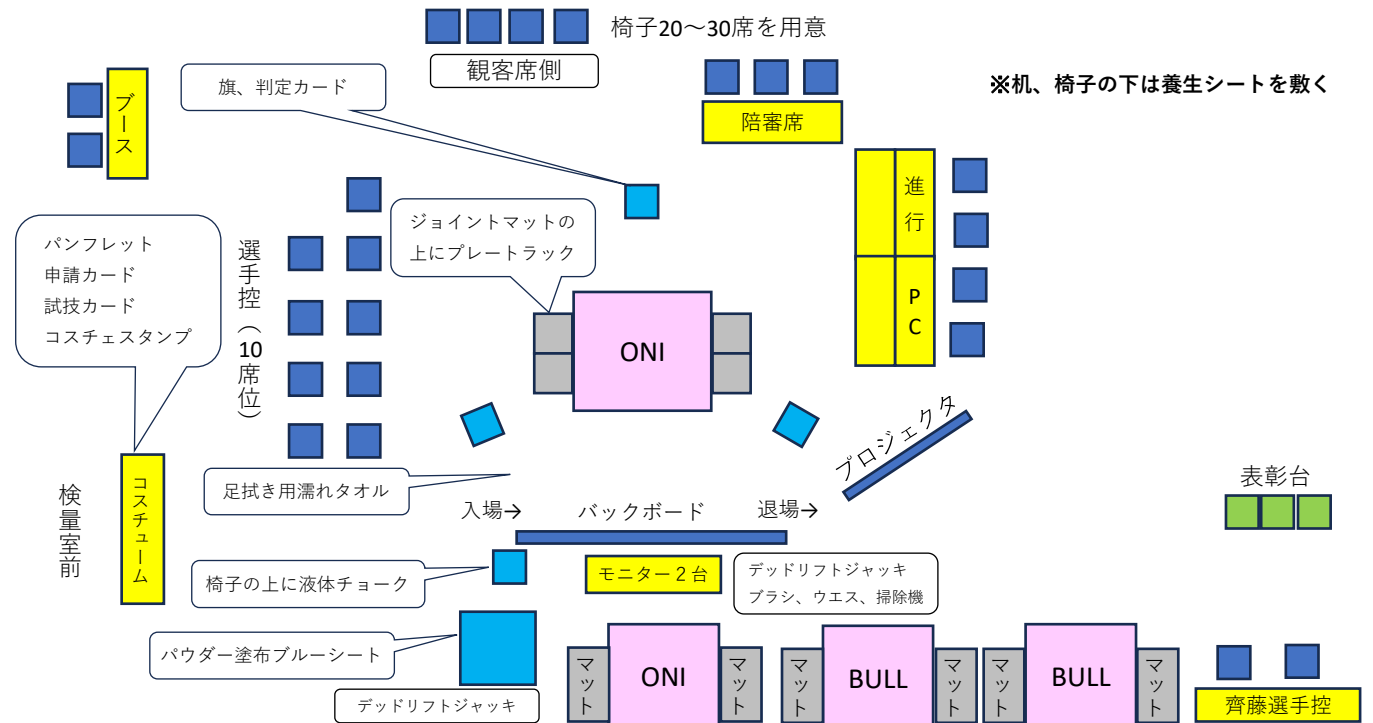 椅子20～30席を用意
観客席側
旗、判定カード
※机、椅子の下は養生シートを敷く
ブース
陪審席
進行
PC
ジョイントマットの
上にプレートラック
パンフレット
申請カード
試技カード
コスチェスタンプ
選手控（10席位）
ONI
プロジェクタ
検量室前
コスチューム
足拭き用濡れタオル
入場→
バックボード
退場→
表彰台
椅子の上に液体チョーク
モニター２台
デッドリフトジャッキ
ブラシ、ウエス、掃除機
パウダー塗布ブルーシート
デッドリフトジャッキ
マット
ONI
マット
マット
BULL
マット
マット
BULL
マット
齊藤選手控